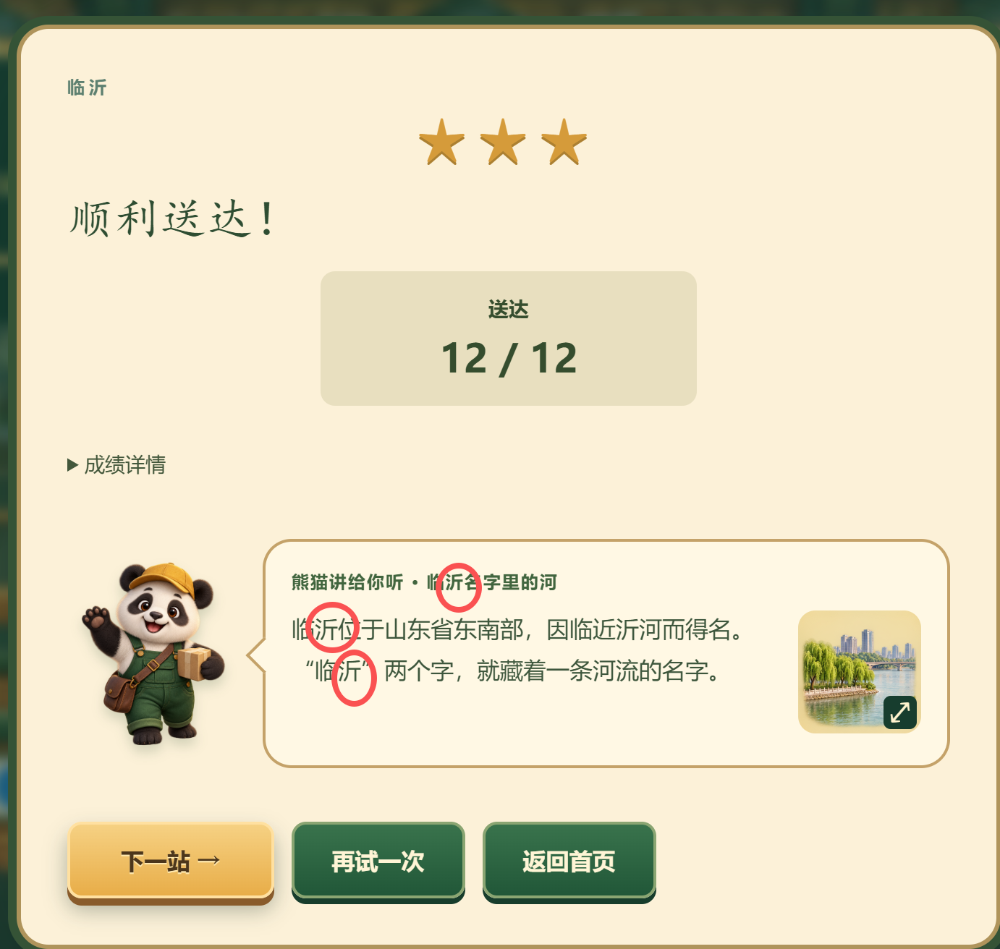 临沂
顺利送达！
送达
12 / 12
成绩详情
熊猫讲给你听·临沂名字里的河
临沂位于山东省东南部，因临近沂河而得名。
“临沂”两个字，就藏着一条河流的名字。
下一站→
再试一次
返回首页